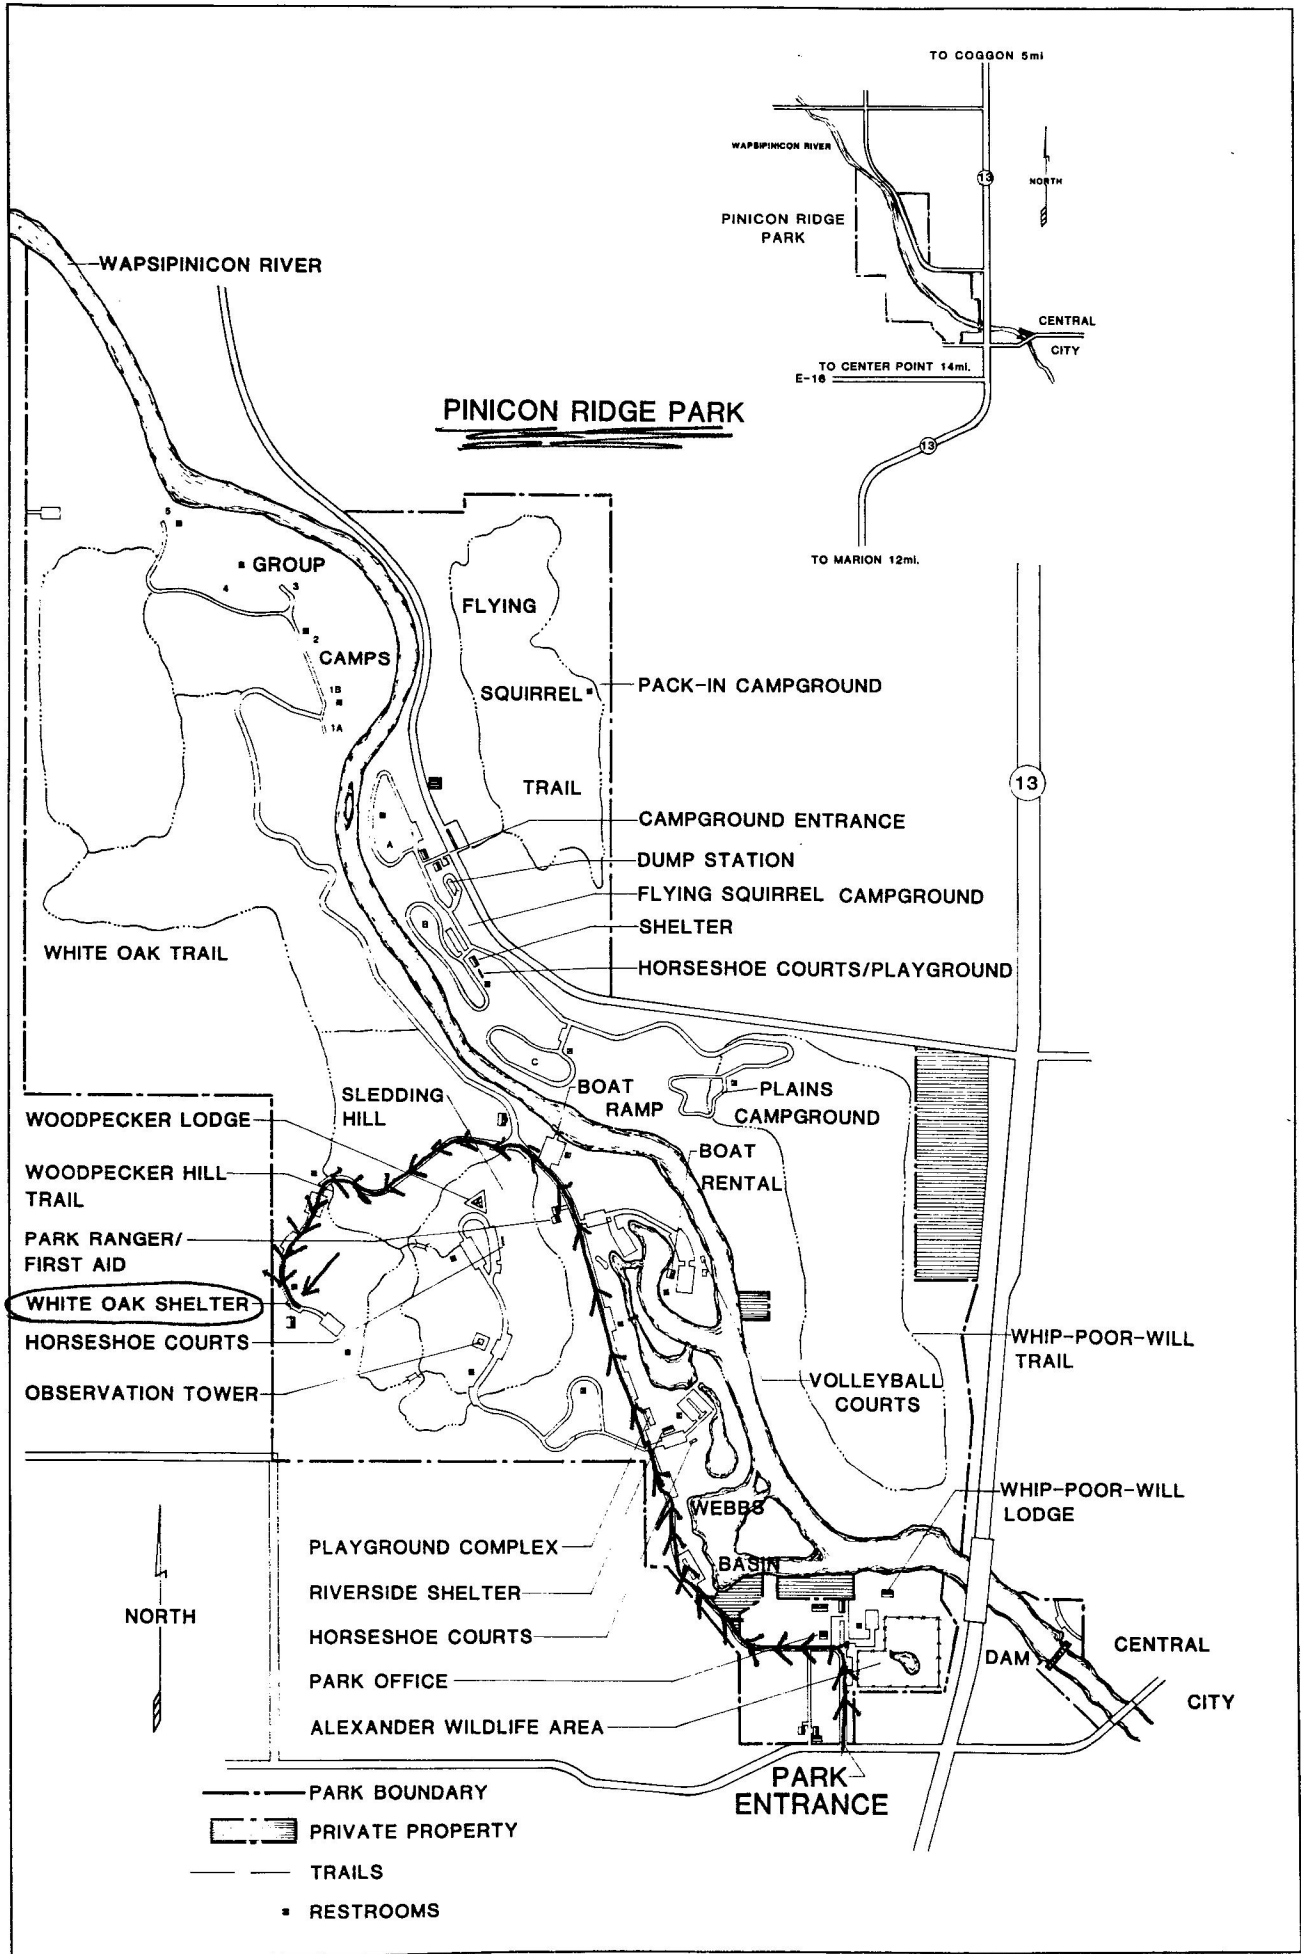 TO COGGON 5mi
WAPSIPINICON RIVER
13
NORTH
PINICON RIDGE
PARK
CENTRAL
CITY
TO CENTER POINT 14mi.
E-16
13
TO MARION 12mi.
WAPSIPINICON RIVER
PINICON RIDGE PARK
5
GROUP
4
3
2
CAMPS
1B
1A
FLYING
SQUIRREL
TRAIL
PACK-IN CAMPGROUND
13
CAMPGROUND ENTRANCE
A
DUMP STATION
FLYING SQUIRREL CAMPGROUND
B
SHELTER
HORSESHOE COURTS/PLAYGROUND
WHITE OAK TRAIL
C
SLEDDING
HILL
BOAT
RAMP
PLAINS
CAMPGROUND
WOODPECKER LODGE
BOAT
RENTAL
WOODPECKER HILL
TRAIL
PARK RANGER/
FIRST AID
WHITE OAK SHELTER
HORSESHOE COURTS
OBSERVATION TOWER
WHIP-POOR-WILL
TRAIL
VOLLEYBALL
COURTS
WHIP-POOR-WILL
LODGE
WEBBS
BASIN
PLAYGROUND COMPLEX
RIVERSIDE SHELTER
HORSESHOE COURTS
PARK OFFICE
ALEXANDER WILDLIFE AREA
NORTH
DAM
CENTRAL
CITY
PARK
ENTRANCE
PARK BOUNDARY
PRIVATE PROPERTY
TRAILS
RESTROOMS